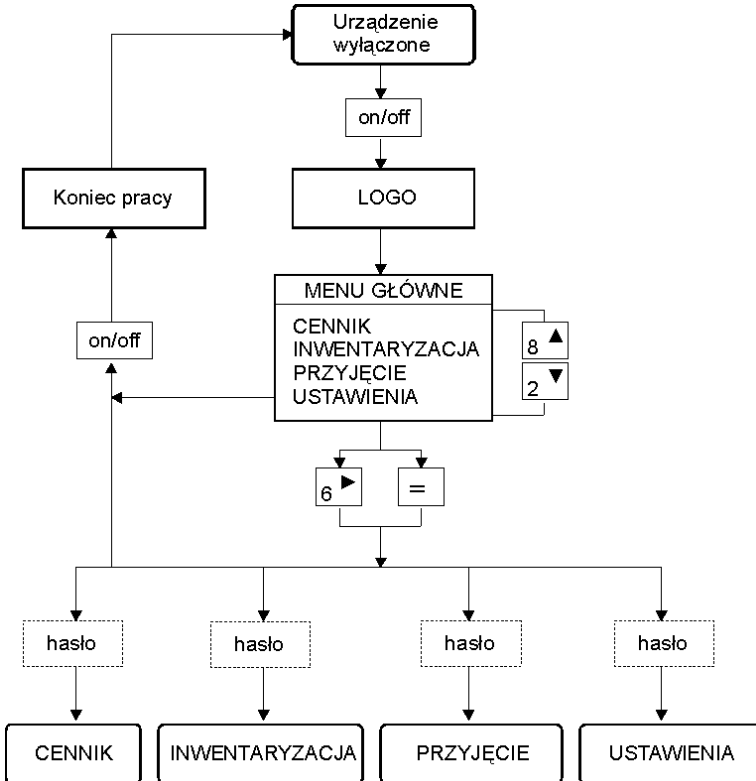 Urządzenie
wyłączone
on/off
Koniec pracy
LOGO
MENU GŁÓWNE
CENNIK
INWENTARYZACJA
PRZYJĘCIE
USTAWIENIA
on/off
8 ▲
2 ▼
6 ►
=
hasło
hasło
hasło
hasło
CENNIK
INWENTARYZACJA
PRZYJĘCIE
USTAWIENIA